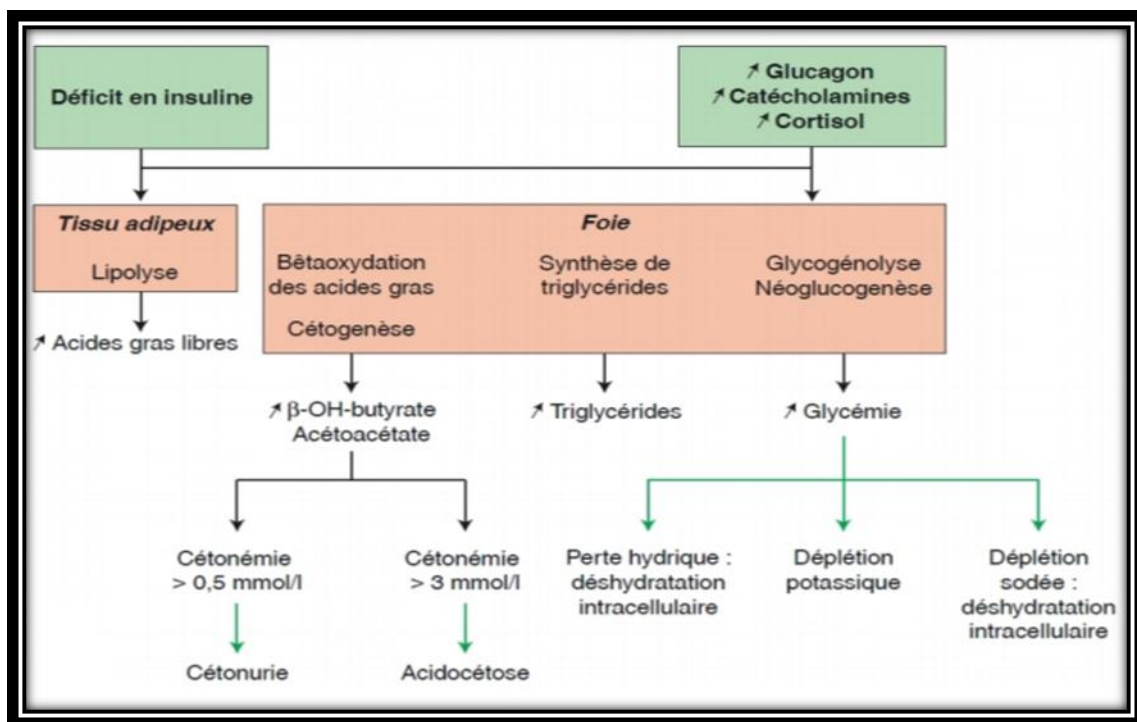 Déficit en insuline
↗ Glucagon
↗ Catécholamines
↗ Cortisol
Tissu adipeux
Lipolyse
↗ Acides gras libres
Foie
Bêtaoxydation
des acides gras
Cétogenèse
Synthèse de
triglycérides
Glycogénolyse
Néoglucogenèse
↗ β-OH-butyrate
Acétoacétate
↗ Triglycérides
↗ Glycémie
Cétonémie
> 0,5 mmol/l
Cétonémie
> 3 mmol/l
Perte hydrique :
déshydratation
intracellulaire
Déplétion
potassique
Déplétion
sodée :
déshydratation
intracellulaire
Cétonurie
Acidocétose